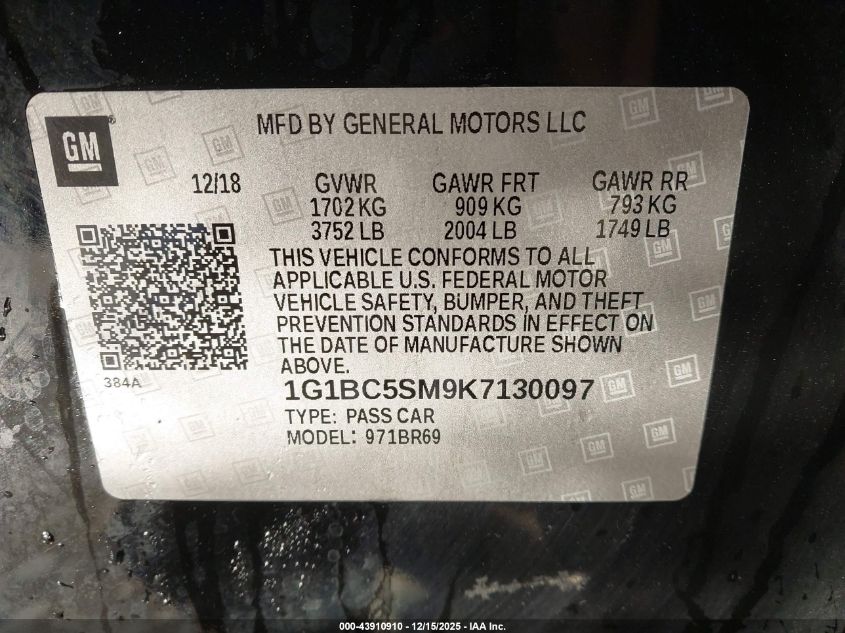 GM
MFD BY GENERAL MOTORS LLC
12/18 GVWR GAWR FRT GAWR RR
1702 KG 909 KG 793 KG
3752 LB 2004 LB 1749 LB
THIS VEHICLE CONFORMS TO ALL
APPLICABLE U.S. FEDERAL MOTOR
VEHICLE SAFETY, BUMPER, AND THEFT
PREVENTION STANDARDS IN EFFECT ON
THE DATE OF MANUFACTURE SHOWN
ABOVE.
384A
1G1BC5SM9K7130097
TYPE: PASS CAR
MODEL: 971BR69
000-43910910 - 12/15/2025 - IAA Inc.